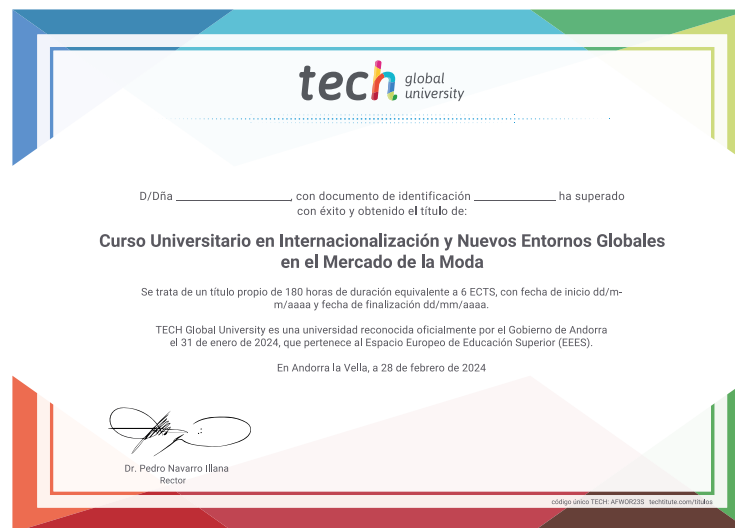 tech global university
D/Dña ______________, con documento de identificación __________ ha superado
con éxito y obtenido el título de:
Curso Universitario en Internacionalización y Nuevos Entornos Globales
en el Mercado de la Moda
Se trata de un título propio de 180 horas de duración equivalente a 6 ECTS, con fecha de inicio dd/m-
m/aaaa y fecha de finalización dd/mm/aaaa.
TECH Global University es una universidad reconocida oficialmente por el Gobierno de Andorra
el 31 de enero de 2024, que pertenece al Espacio Europeo de Educación Superior (EEES).
En Andorra la Vella, a 28 de febrero de 2024
Dr. Pedro Navarro Illana
Rector
código único TECH: AFWOR23S techtitute.com/titulos